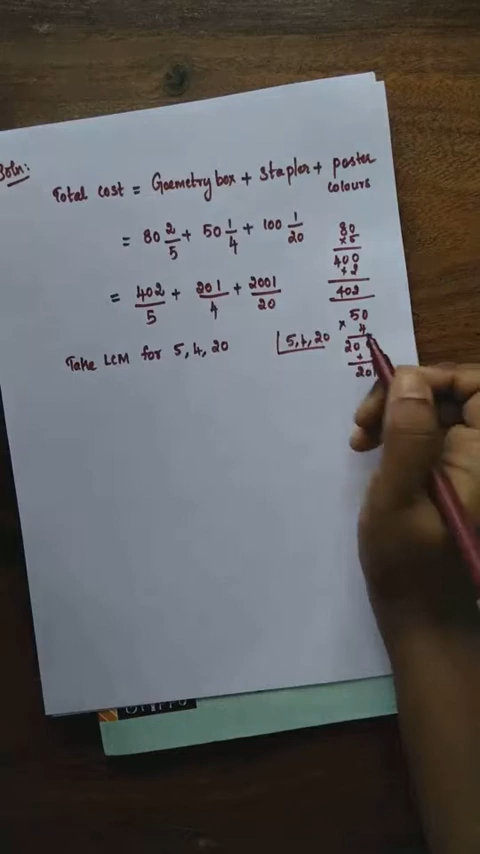 Soln:
Total cost = Goemetry box + stapler + poster
colours
= 80 2/5 + 50 1/4 + 100 1/20
= 402/5 + 201/4 + 2001/20
Take LCM for 5, 4, 20
5, 4, 20
80
×5
400
+2
402
× 50
4
20
+
201